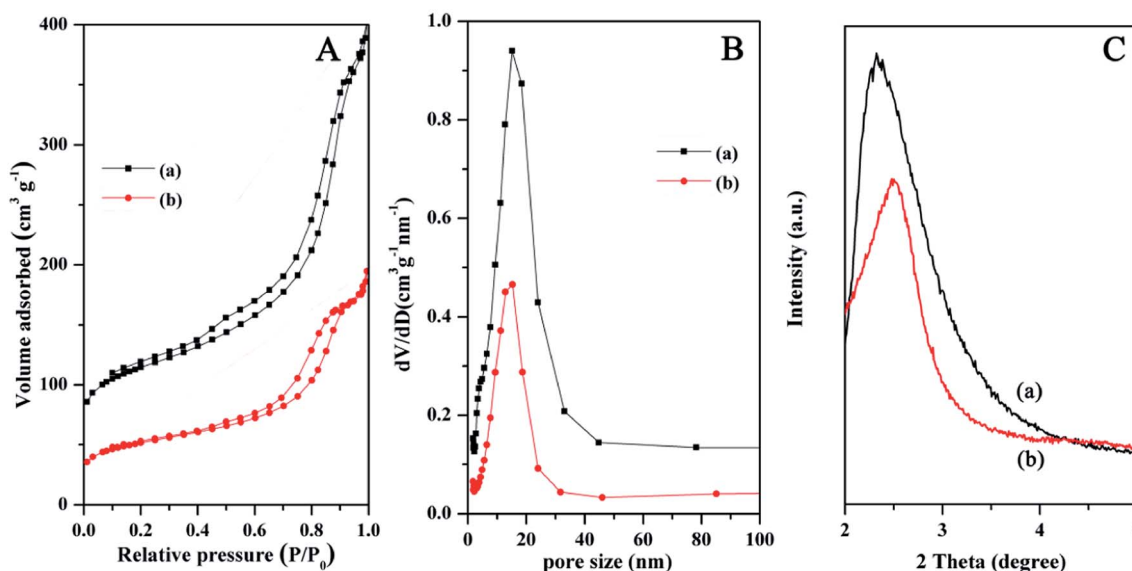 A
400
300
200
100
0
Volume adsorbed (cm³ g⁻¹)
(a)
(b)
0.0 0.2 0.4 0.6 0.8 1.0
Relative pressure (P/P₀)
B
1.0
0.8
0.6
0.4
0.2
0.0
dV/dD(cm³g⁻¹nm⁻¹)
(a)
(b)
0 20 40 60 80 100
pore size (nm)
C
Intensity (a.u.)
(a)
(b)
2 3 4
2 Theta (degree)